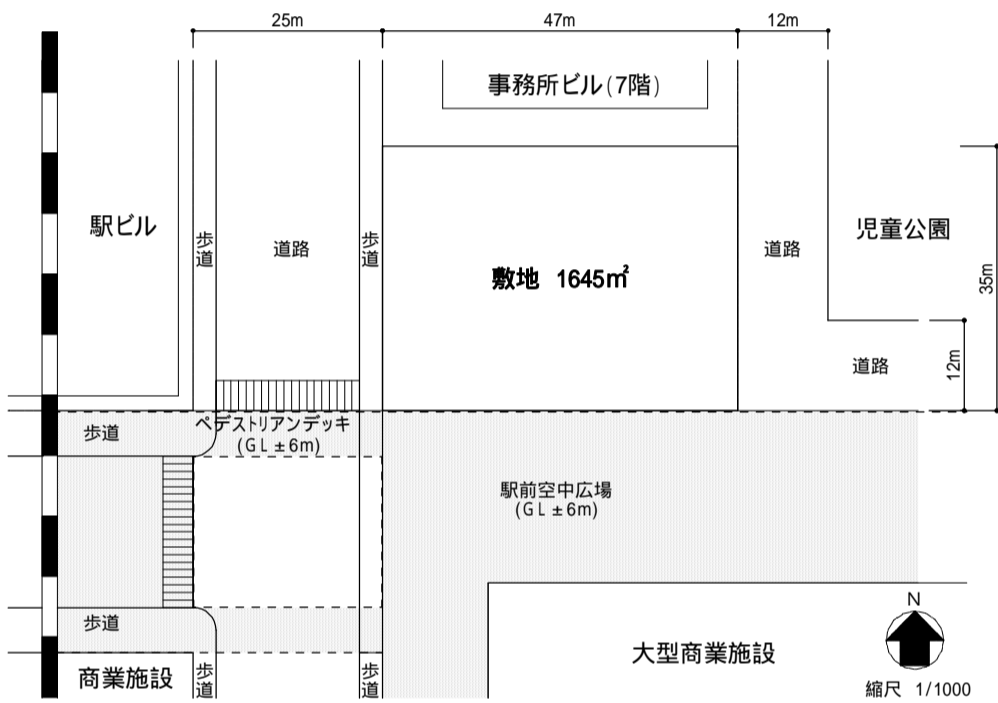 25m
47m
12m
事務所ビル(7階)
駅ビル
歩道
道路
歩道
敷地 1645㎡
道路
児童公園
35m
道路
12m
歩道
ペデストリアンデッキ
(GL±6m)
駅前空中広場
(GL±6m)
歩道
商業施設
歩道
歩道
大型商業施設
N
縮尺 1/1000